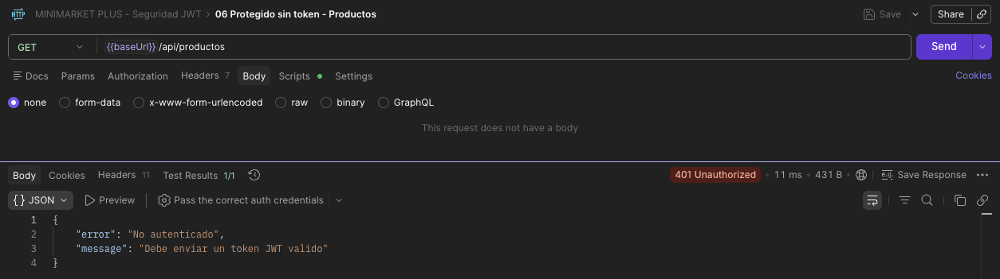 HTTP MINIMARKET PLUS - Seguridad JWT > 06 Protegido sin token - Productos Save Share
GET {{baseUrl}}/api/productos Send
Docs Params Authorization Headers 7 Body Scripts Settings Cookies
none form-data x-www-form-urlencoded raw binary GraphQL
This request does not have a body
Body Cookies Headers 11 Test Results 1/1 401 Unauthorized • 11 ms • 431 B • e.g. Save Response
{} JSON Preview Pass the correct auth credentials
1 {
2 "error": "No autenticado",
3 "message": "Debe enviar un token JWT valido"
4 }